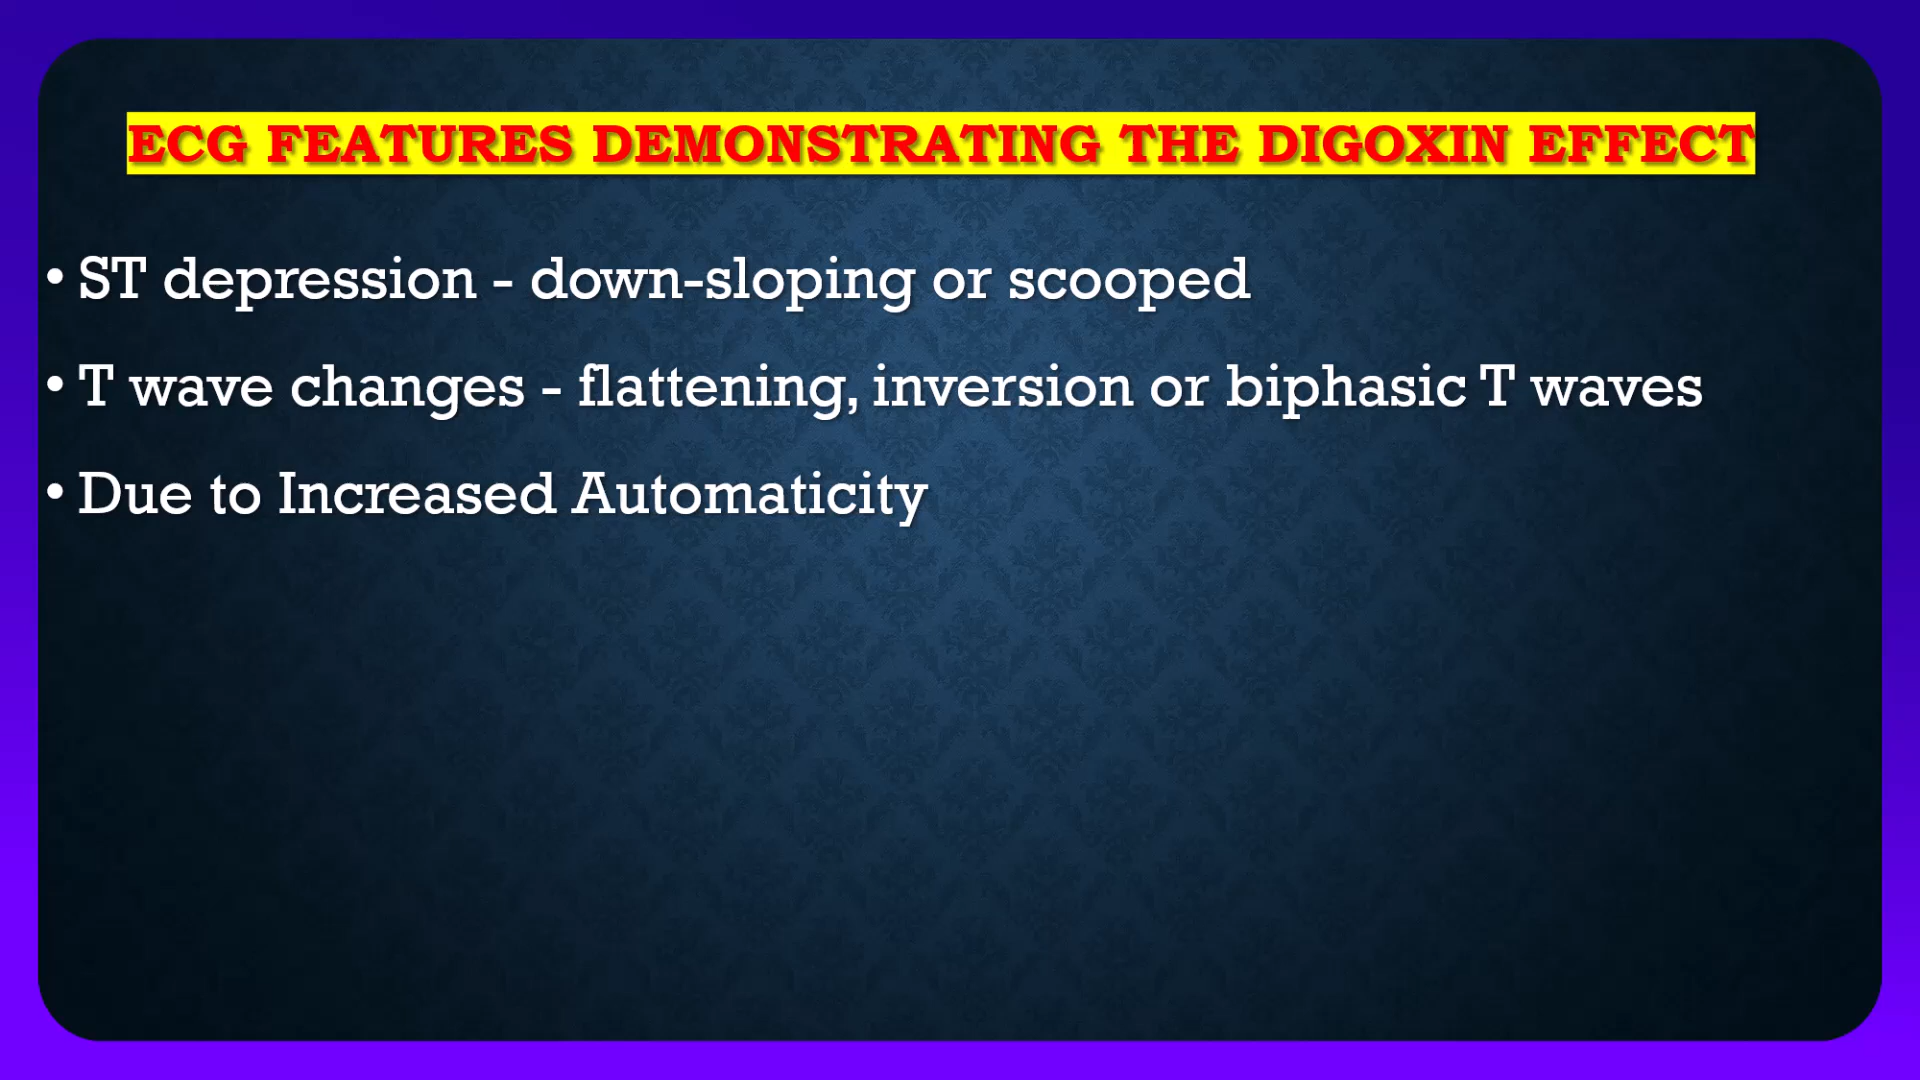 ECG FEATURES DEMONSTRATING THE DIGOXIN EFFECT
• ST depression - down-sloping or scooped
• T wave changes - flattening, inversion or biphasic T waves
• Due to Increased Automaticity